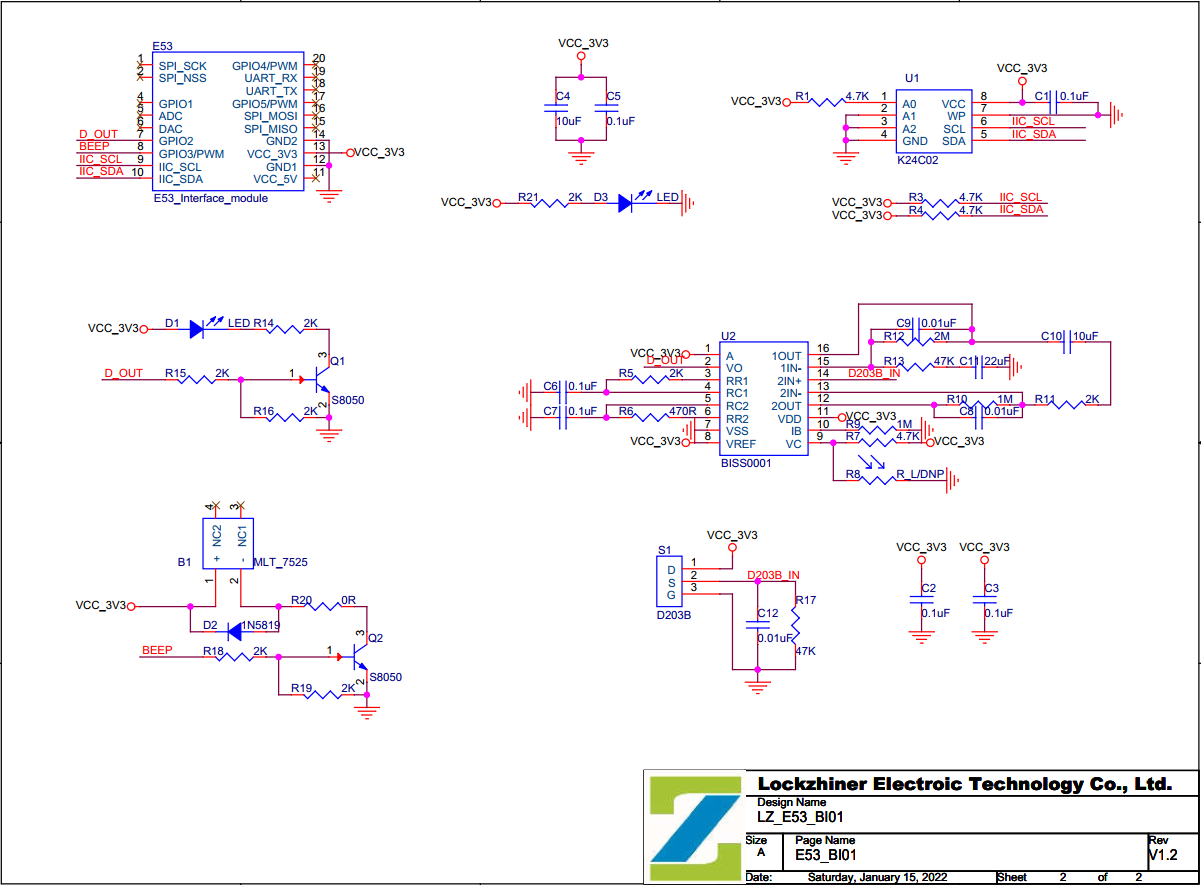 E53
1 SPI_SCK GPIO4/PWM 20
2 SPI_NSS UART_RX 19
UART_TX 18
4 GPIO1 GPIO5/PWM 17
5 ADC SPI_MOSI 16
6 DAC SPI_MISO 15
D_OUT 7 GPIO2 GND2 14
BEEP 8 GPIO3/PWM VCC_3V3 13 VCC_3V3
IIC_SCL 9 IIC_SCL GND1 12
IIC_SDA 10 IIC_SDA VCC_5V 11
E53_Interface_module
VCC_3V3
C4 C5
10uF 0.1uF
U1
VCC_3V3
VCC_3V3 R1 4.7K 1 A0 VCC 8 C1 0.1uF
2 A1 WP 7
3 A2 SCL 6 IIC_SCL
4 GND SDA 5 IIC_SDA
K24C02
VCC_3V3 R21 2K D3 LED
VCC_3V3 R3 4.7K IIC_SCL
VCC_3V3 R4 4.7K IIC_SDA
VCC_3V3 D1 LED R14 2K
3 Q1
D_OUT R15 2K 1
S8050
2
R16 2K
U2
C9 0.01uF
R12 2M
C10 10uF
VCC_3V3 1 A 1OUT 16
D_OUT 2 VO 1IN- 15 R13 47K C11 22uF
R5 2K 3 RR1 2IN+ 14 D203B_IN
C6 0.1uF 4 RC1 2IN- 13
5 RC2 2OUT 12 R10 1M R11 2K
C8 0.01uF
C7 0.1uF R6 470R 6 RR2 VDD 11 VCC_3V3
7 VSS IB 10 R9 1M
VCC_3V3 8 VREF VC 9 R7 4.7K VCC_3V3
BISS0001
R8 R_L/DNP
4 3
NC2 NC1
+ -
B1 MLT_7525
1 2
VCC_3V3 R20 0R
D2 1N5819
3 Q2
BEEP R18 2K 1
S8050
2
R19 2K
S1 VCC_3V3
D 1
S 2 D203B_IN
G 3
D203B
C12 R17
0.01uF
47K
VCC_3V3 VCC_3V3
C2 C3
0.1uF 0.1uF
Lockzhiner Electroic Technology Co., Ltd.
Design Name
LZ_E53_BI01
Size Page Name Rev
A E53_BI01 V1.2
Date: Saturday, January 15, 2022 Sheet 2 of 2